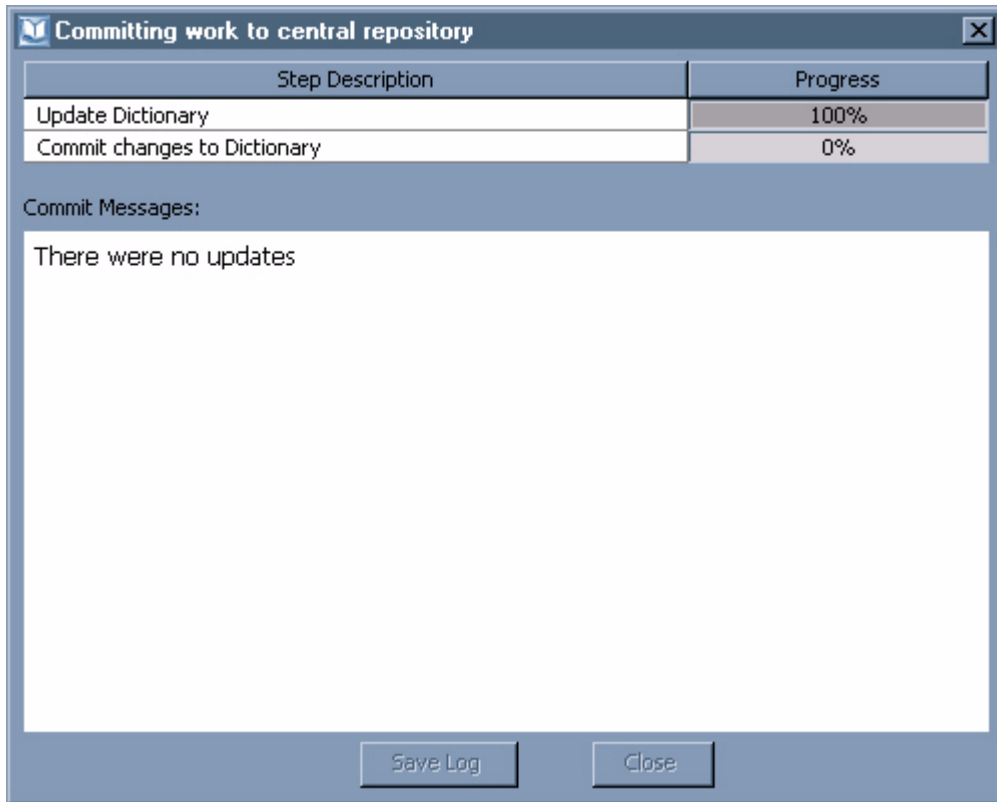 Committing work to central repository
Step Description Progress
Update Dictionary 100%
Commit changes to Dictionary 0%
Commit Messages:
There were no updates
Save Log Close